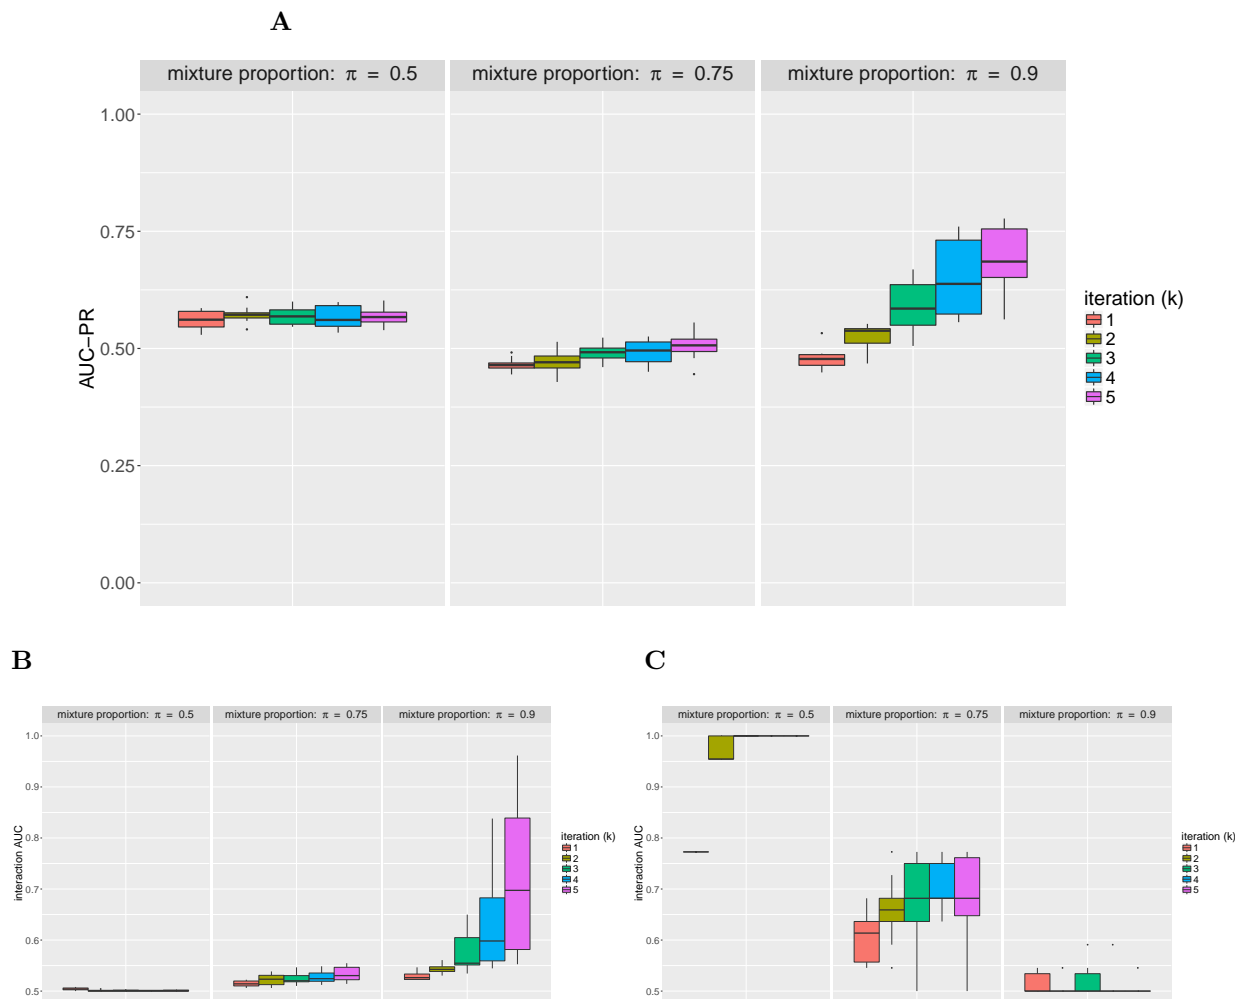 A
mixture proportion: π = 0.5
mixture proportion: π = 0.75
mixture proportion: π = 0.9
1.00
0.75
0.50
0.25
0.00
AUC−PR
iteration (k)
1
2
3
4
5
B
mixture proportion: π = 0.5
mixture proportion: π = 0.75
mixture proportion: π = 0.9
1.0
0.9
0.8
0.7
0.6
0.5
interaction AUC
iteration (k)
1
2
3
4
5
C
mixture proportion: π = 0.5
mixture proportion: π = 0.75
mixture proportion: π = 0.9
1.0
0.9
0.8
0.7
0.6
0.5
interaction AUC
iteration (k)
1
2
3
4
5